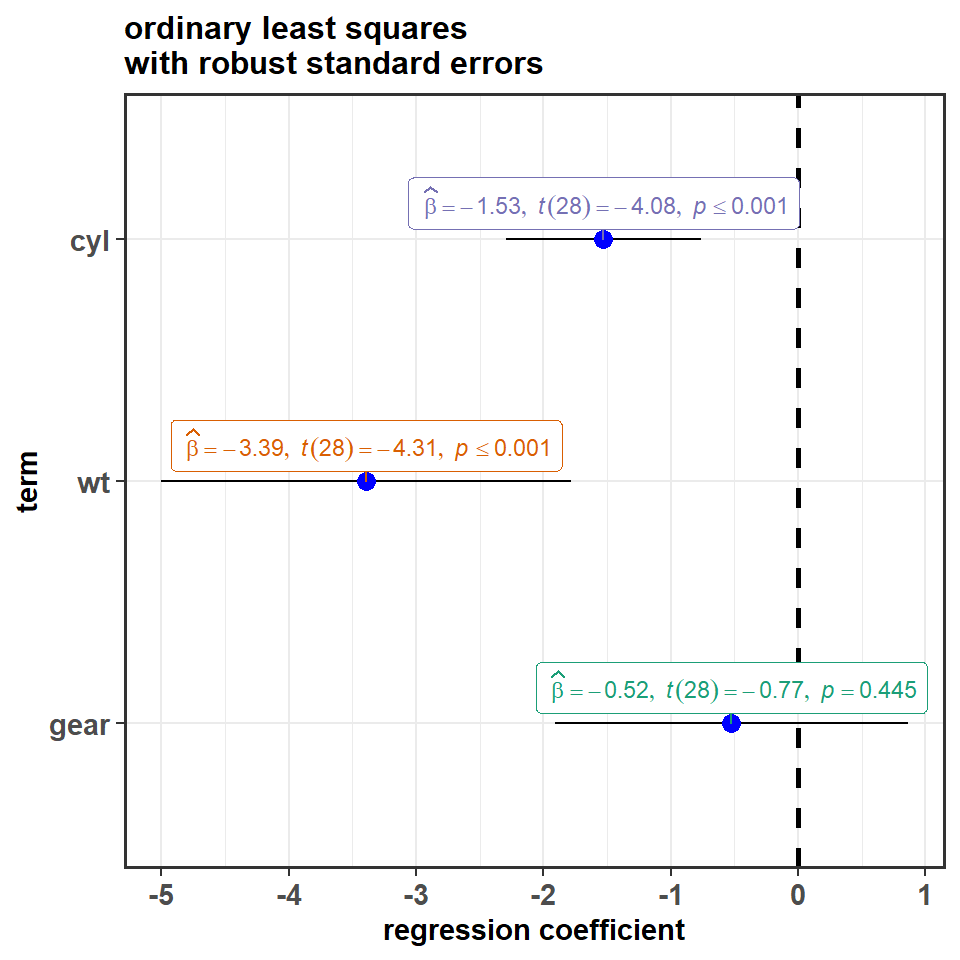 ordinary least squares
with robust standard errors
cyl
β̂ = −1.53, t(28) = −4.08, p ≤ 0.001
wt
β̂ = −3.39, t(28) = −4.31, p ≤ 0.001
gear
β̂ = −0.52, t(28) = −0.77, p = 0.445
term
-5 -4 -3 -2 -1 0 1
regression coefficient